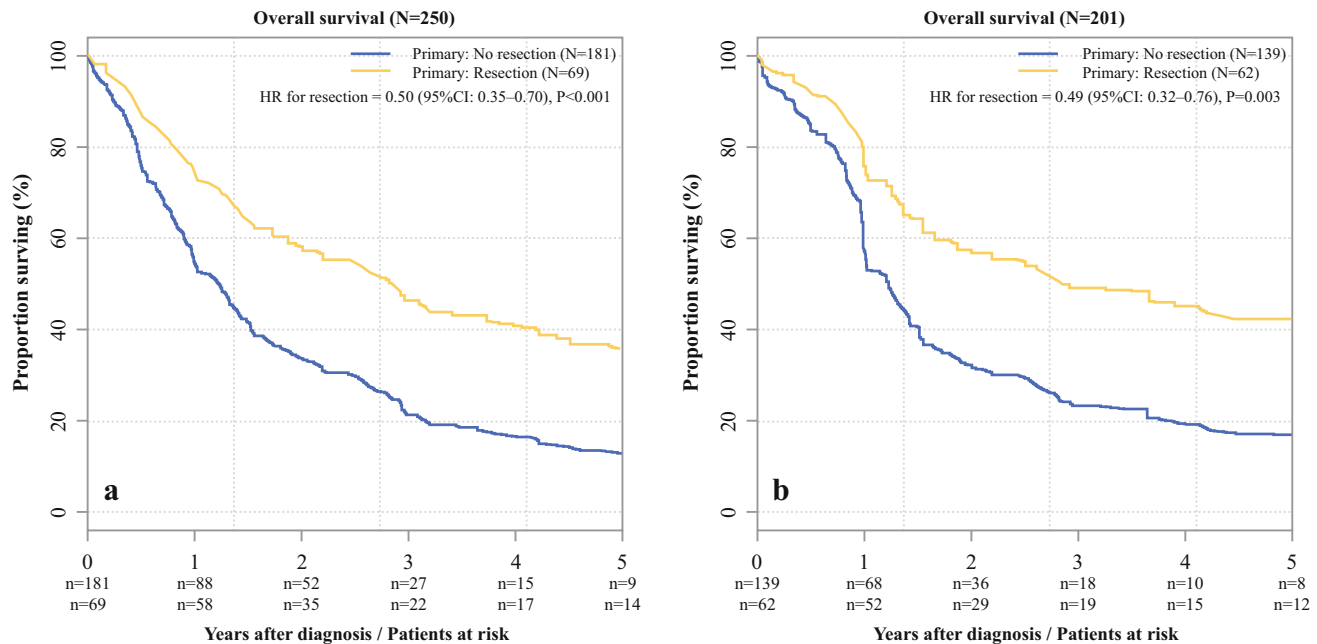 Overall survival (N=250)
Primary: No resection (N=181)
Primary: Resection (N=69)
HR for resection = 0.50 (95%CI: 0.35–0.70), P<0.001
Proportion surving (%)
100
80
60
40
20
0
a
0 1 2 3 4 5
n=181 n=88 n=52 n=27 n=15 n=9
n=69 n=58 n=35 n=22 n=17 n=14
Years after diagnosis / Patients at risk
Overall survival (N=201)
Primary: No resection (N=139)
Primary: Resection (N=62)
HR for resection = 0.49 (95%CI: 0.32–0.76), P=0.003
Proportion surving (%)
100
80
60
40
20
0
b
0 1 2 3 4 5
n=139 n=68 n=36 n=18 n=10 n=8
n=62 n=52 n=29 n=19 n=15 n=12
Years after diagnosis / Patients at risk